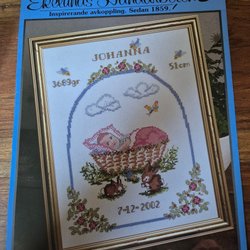 Inspirerande avkoppling. Sedan 1859.
JOHANNA
3689gr 51cm
7-12-2002